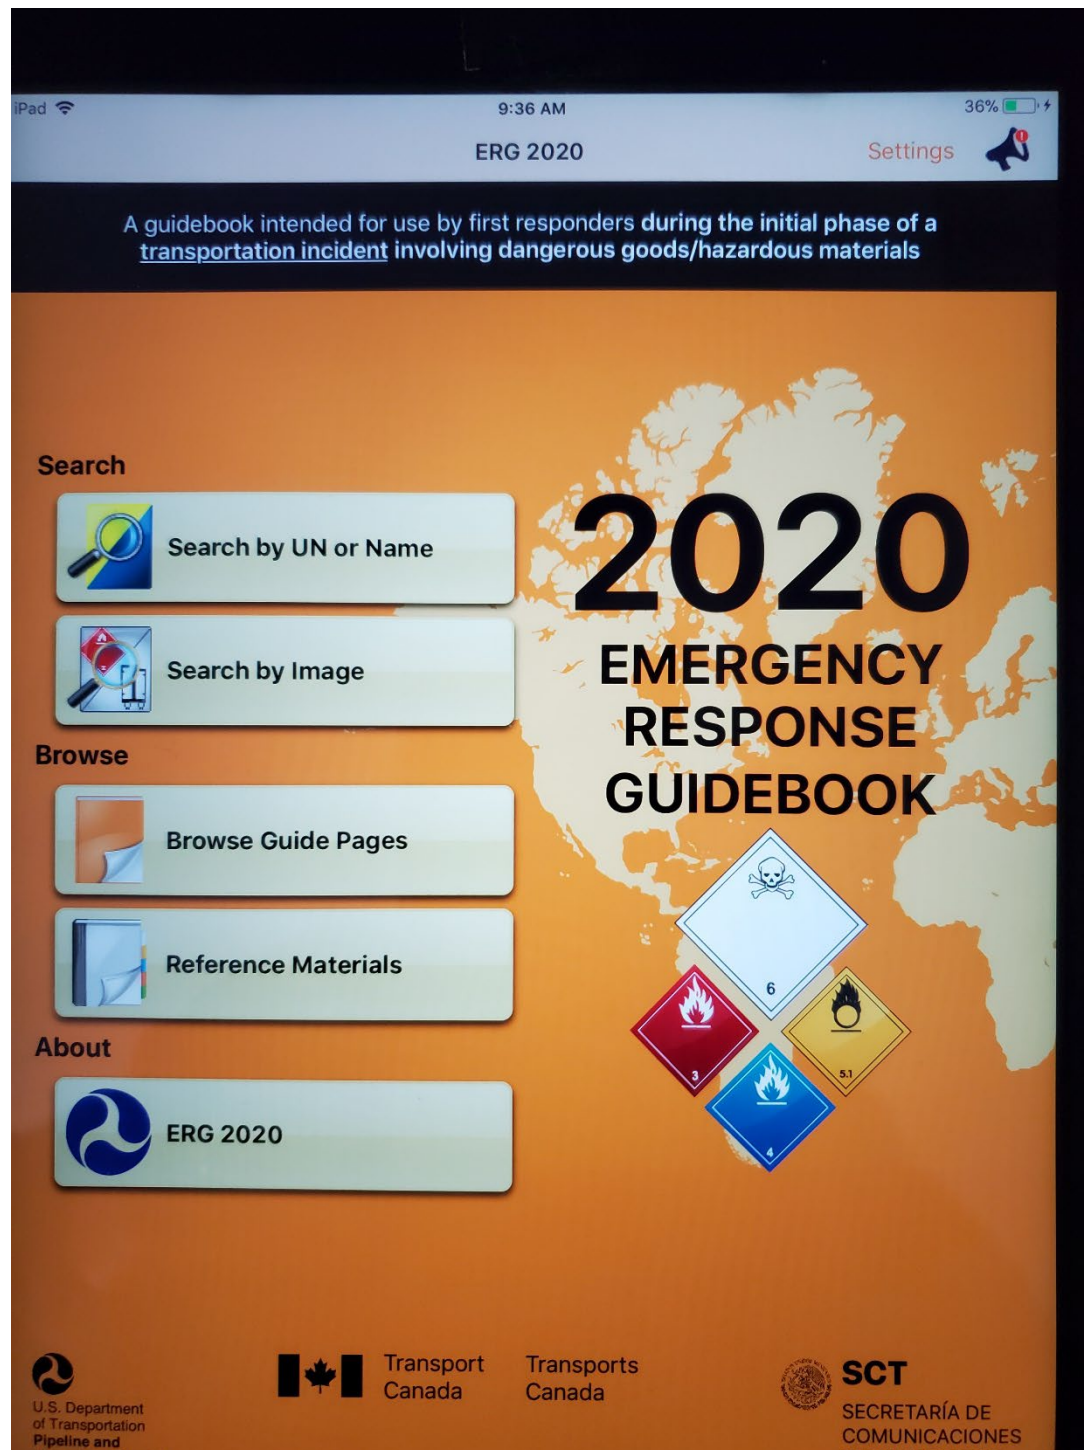 iPad
9:36 AM
36%
ERG 2020
Settings
A guidebook intended for use by first responders during the initial phase of a
transportation incident involving dangerous goods/hazardous materials
Search
Search by UN or Name
Search by Image
Browse
Browse Guide Pages
Reference Materials
About
ERG 2020
2020
EMERGENCY
RESPONSE
GUIDEBOOK
6
3
5.1
4
U.S. Department
of Transportation
Pipeline and
Transport
Canada
Transports
Canada
SCT
SECRETARÍA DE
COMUNICACIONES